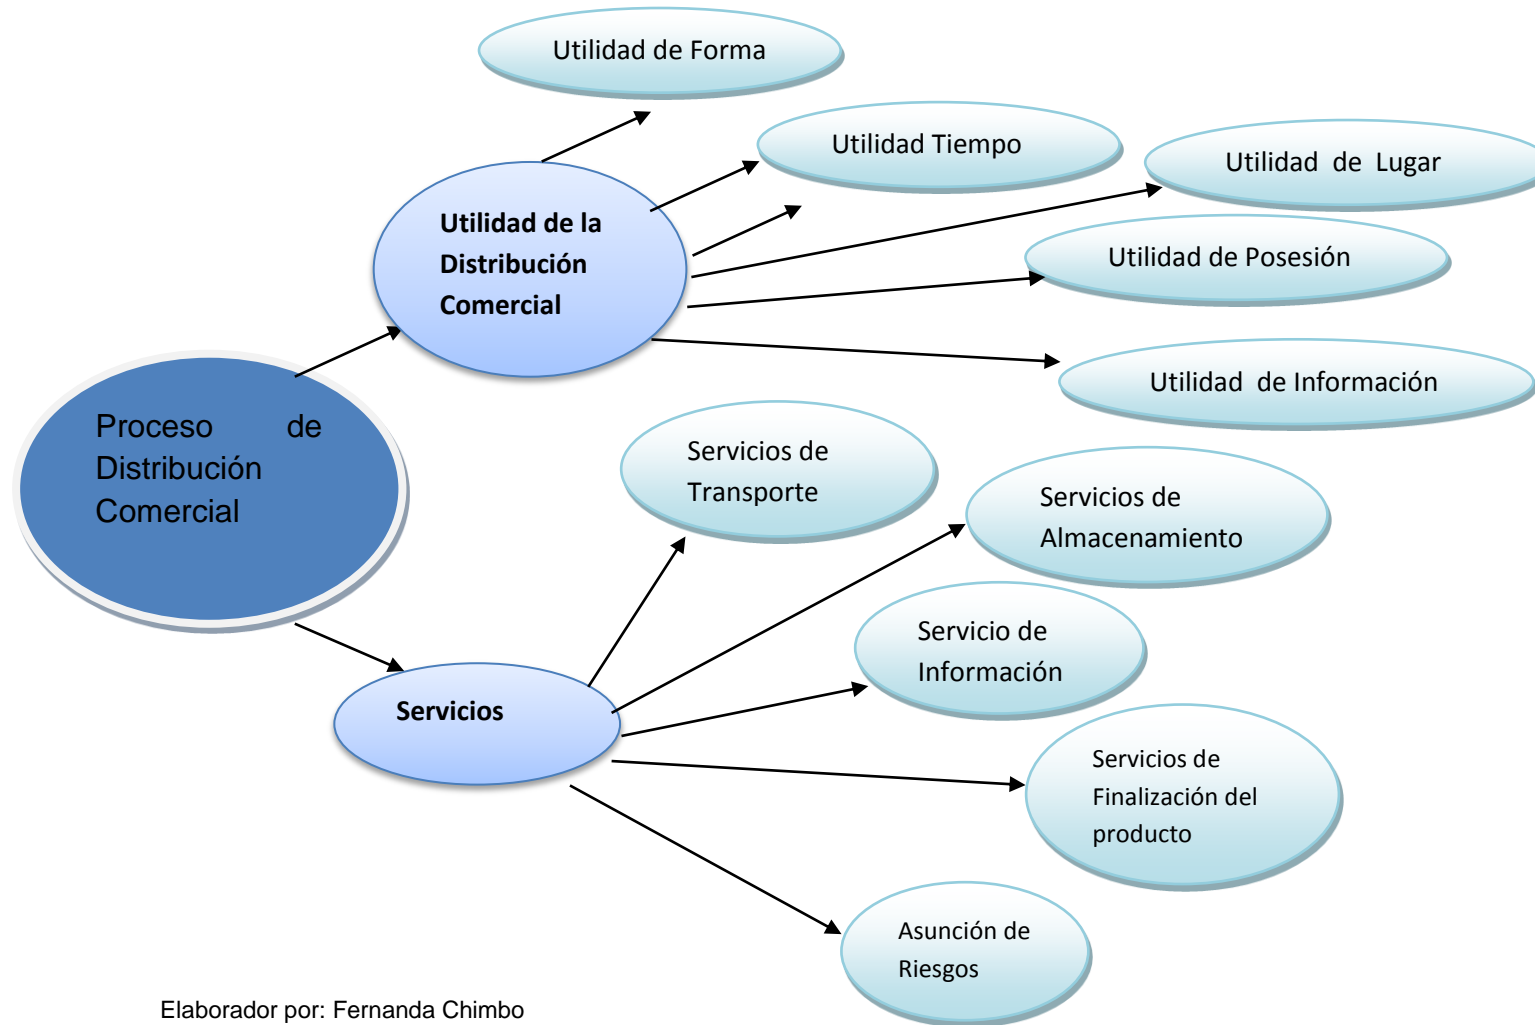 Utilidad de Forma
Utilidad Tiempo
Utilidad de Lugar
Utilidad de la
Distribución
Comercial
Utilidad de Posesión
Utilidad de Información
Proceso de
Distribución
Comercial
Servicios de
Transporte
Servicios de
Almacenamiento
Servicio de
Información
Servicios
Servicios de
Finalización del
producto
Asunción de
Riesgos
Elaborador por: Fernanda Chimbo